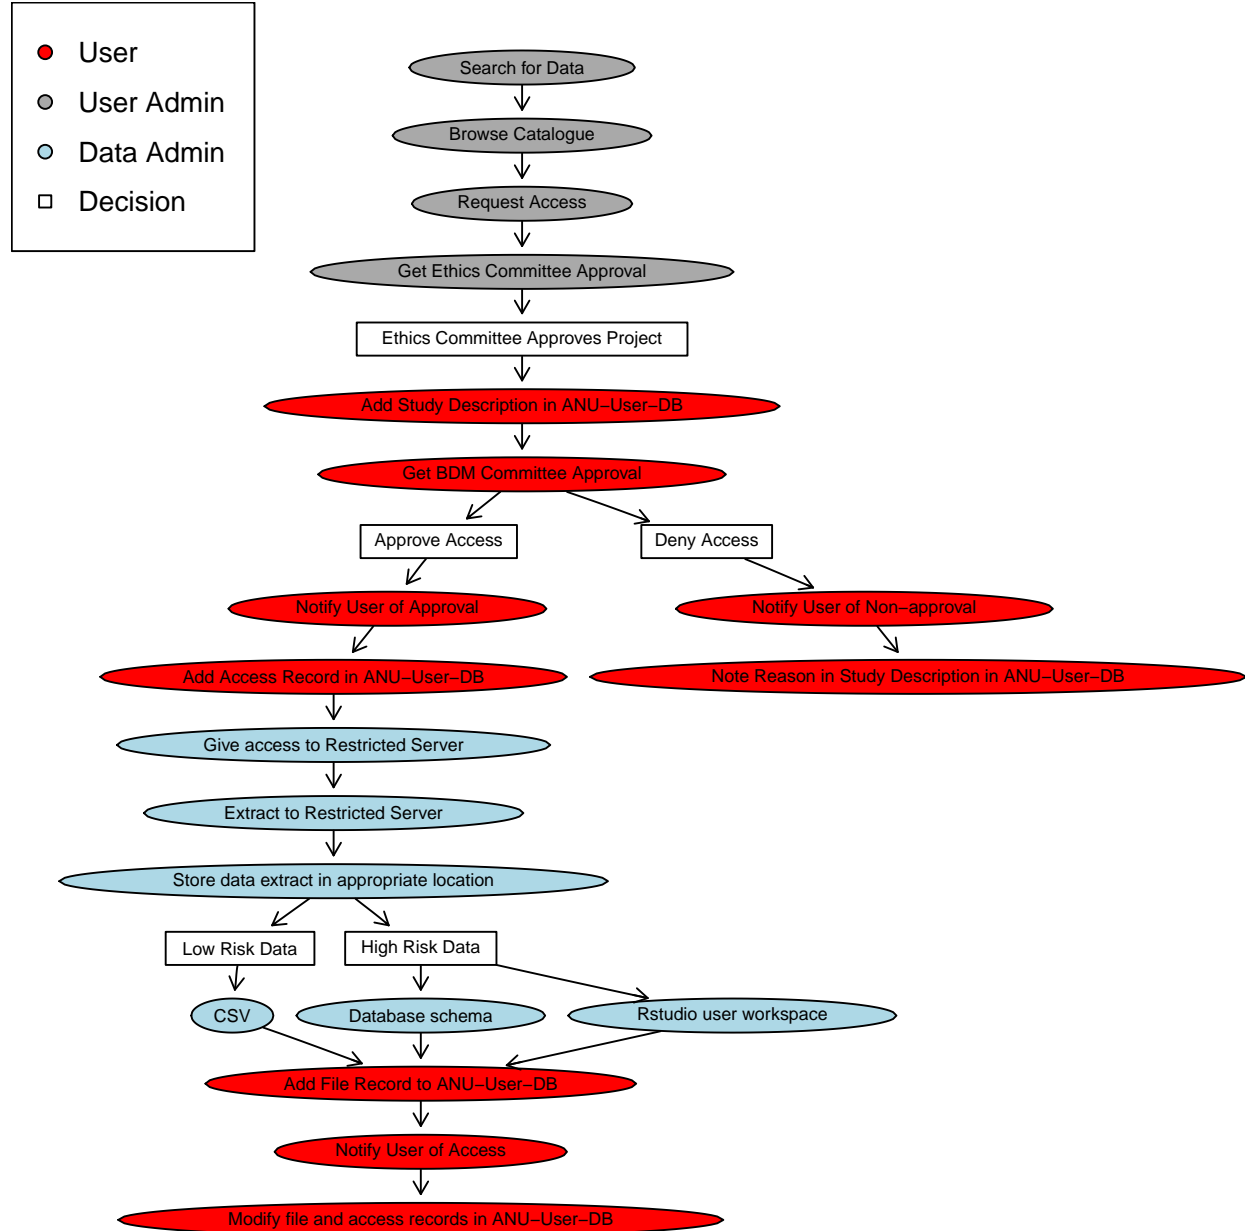 User
User Admin
Data Admin
Decision
Search for Data
Browse Catalogue
Request Access
Get Ethics Committee Approval
Ethics Committee Approves Project
Add Study Description in ANU−User−DB
Get BDM Committee Approval
Approve Access
Deny Access
Notify User of Approval
Notify User of Non−approval
Add Access Record in ANU−User−DB
Note Reason in Study Description in ANU−User−DB
Give access to Restricted Server
Extract to Restricted Server
Store data extract in appropriate location
Low Risk Data
High Risk Data
CSV
Database schema
Rstudio user workspace
Add File Record to ANU−User−DB
Notify User of Access
Modify file and access records in ANU−User−DB